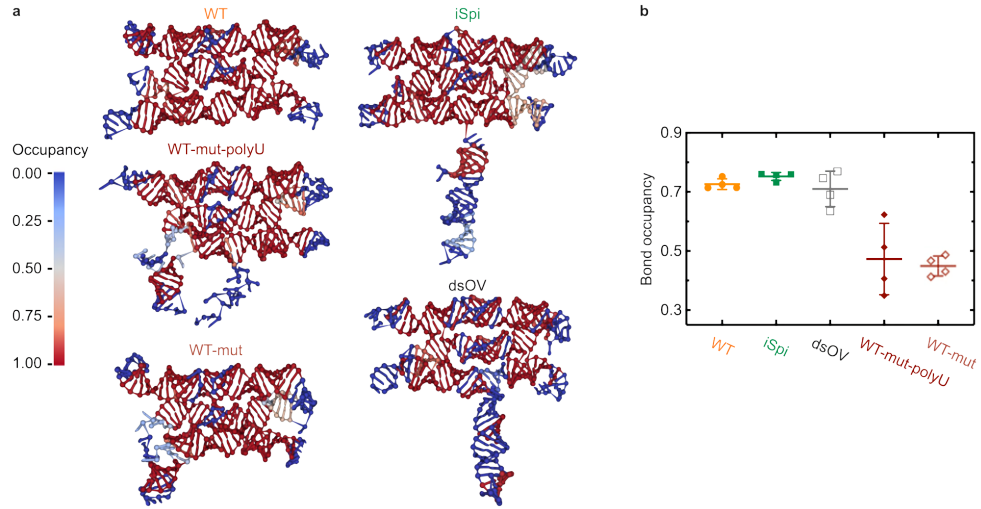 a
WT
iSpi
b
Occupancy
0.00
0.25
0.50
0.75
1.00
WT-mut-polyU
dsOV
WT-mut
Bond occupancy
0.9
0.7
0.5
0.3
WT
iSpi
dsOV
WT-mut-polyU
WT-mut